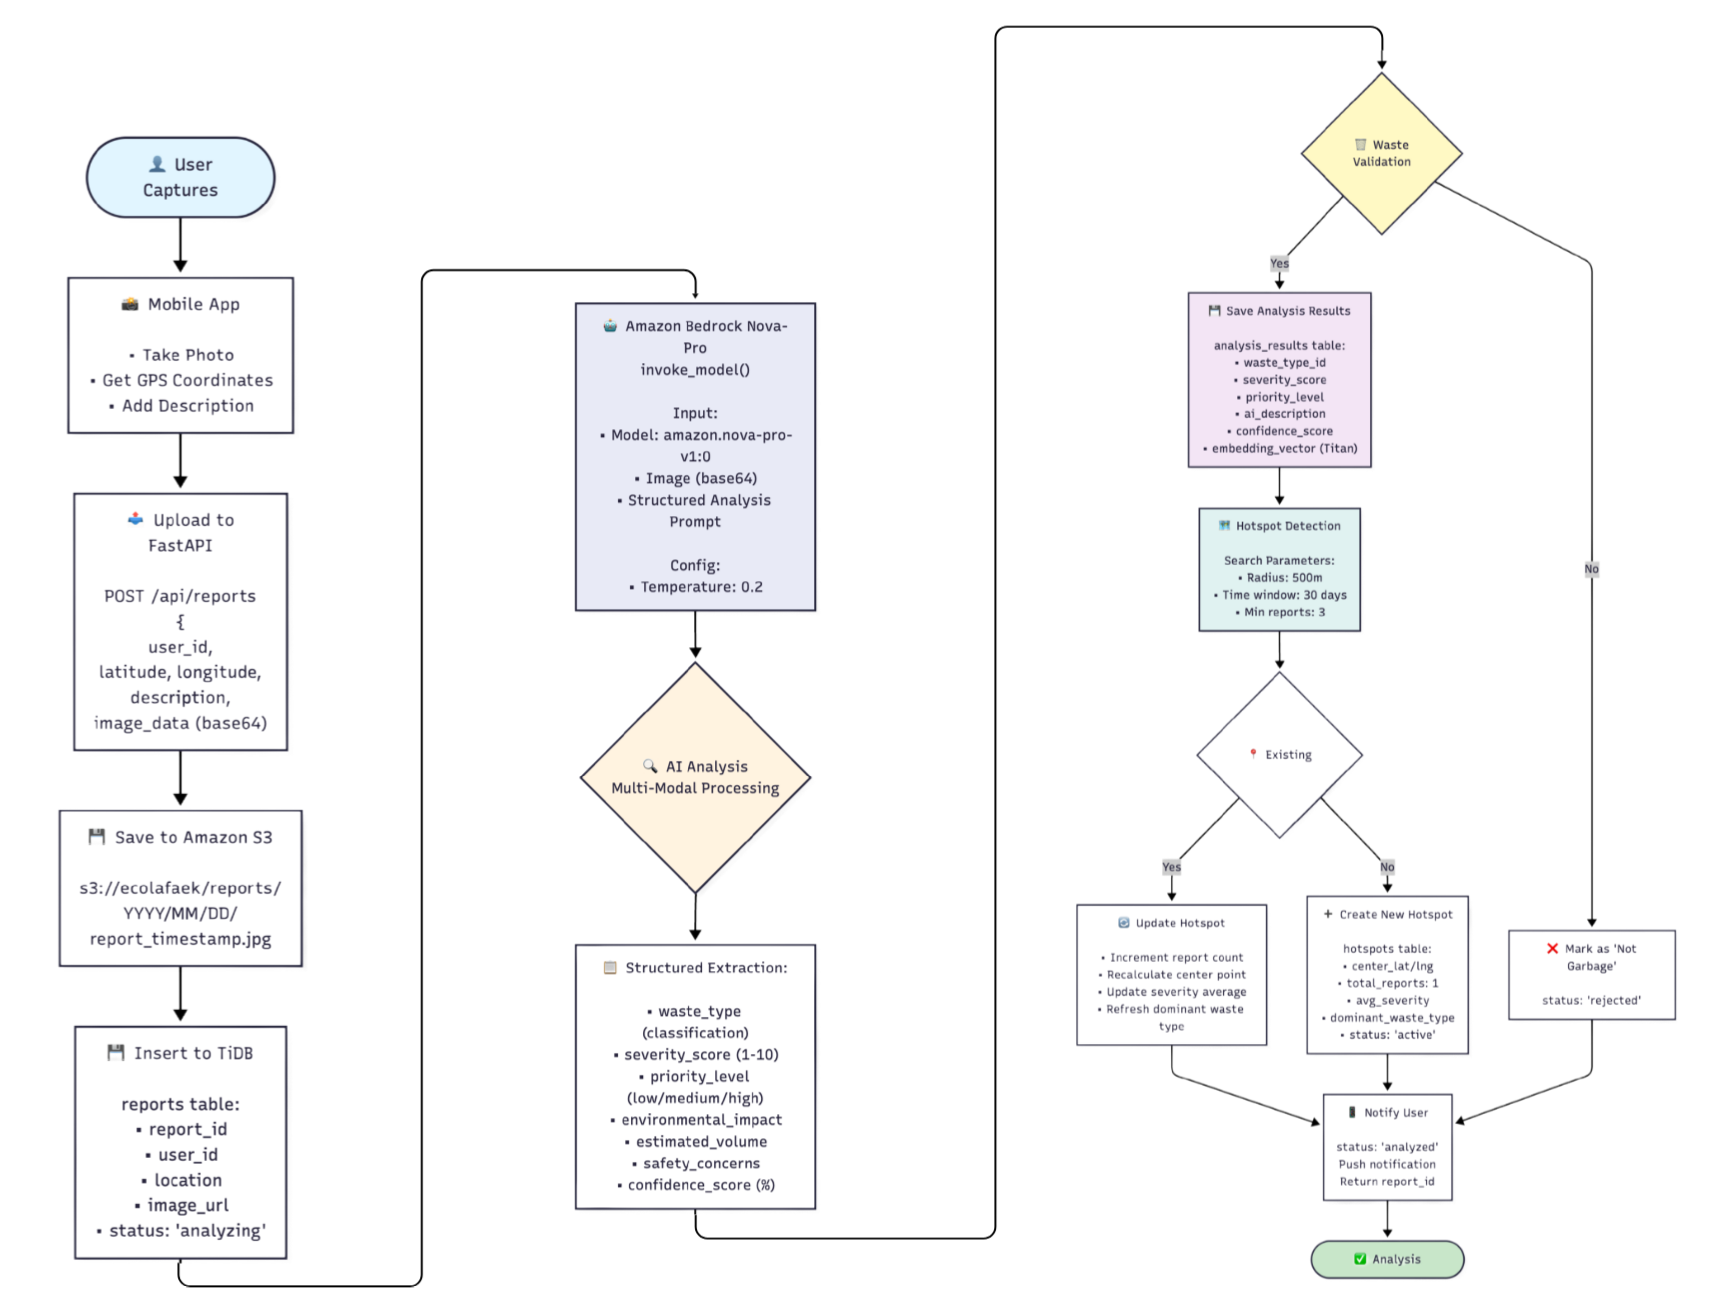 User
Captures
Mobile App
▪ Take Photo
▪ Get GPS Coordinates
▪ Add Description
Upload to
FastAPI
POST /api/reports
{
user_id,
latitude, longitude,
description,
image_data (base64)
Save to Amazon S3
s3://ecolafaek/reports/
YYYY/MM/DD/
report_timestamp.jpg
Insert to TiDB
reports table:
▪ report_id
▪ user_id
▪ location
▪ image_url
▪ status: 'analyzing'
Amazon Bedrock Nova-
Pro
invoke_model()
Input:
▪ Model: amazon.nova-pro-
v1:0
▪ Image (base64)
▪ Structured Analysis
Prompt
Config:
▪ Temperature: 0.2
AI Analysis
Multi-Modal Processing
Structured Extraction:
▪ waste_type
(classification)
▪ severity_score (1-10)
▪ priority_level
(low/medium/high)
▪ environmental_impact
▪ estimated_volume
▪ safety_concerns
▪ confidence_score (%)
Waste
Validation
Yes
No
Save Analysis Results
analysis_results table:
▪ waste_type_id
▪ severity_score
▪ priority_level
▪ ai_description
▪ confidence_score
▪ embedding_vector (Titan)
Hotspot Detection
Search Parameters:
▪ Radius: 500m
▪ Time window: 30 days
▪ Min reports: 3
Existing
Yes
No
Update Hotspot
▪ Increment report count
▪ Recalculate center point
▪ Update severity average
▪ Refresh dominant waste
type
Create New Hotspot
hotspots table:
▪ center_lat/lng
▪ total_reports: 1
▪ avg_severity
▪ dominant_waste_type
▪ status: 'active'
Mark as 'Not
Garbage'
status: 'rejected'
Notify User
status: 'analyzed'
Push notification
Return report_id
Analysis